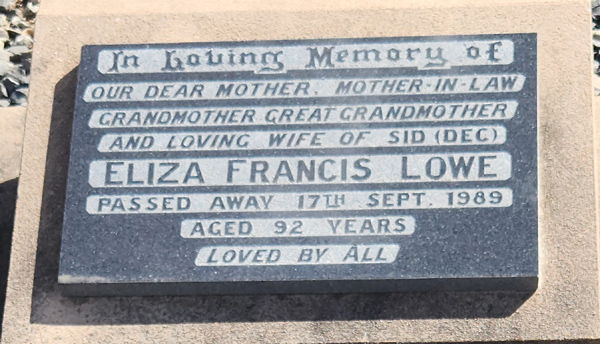 In Loving Memory of
OUR DEAR MOTHER, MOTHER-IN-LAW
GRANDMOTHER GREAT GRANDMOTHER
AND LOVING WIFE OF SID (DEC)
ELIZA FRANCIS LOWE
PASSED AWAY 17TH SEPT. 1989
AGED 92 YEARS
LOVED BY ALL